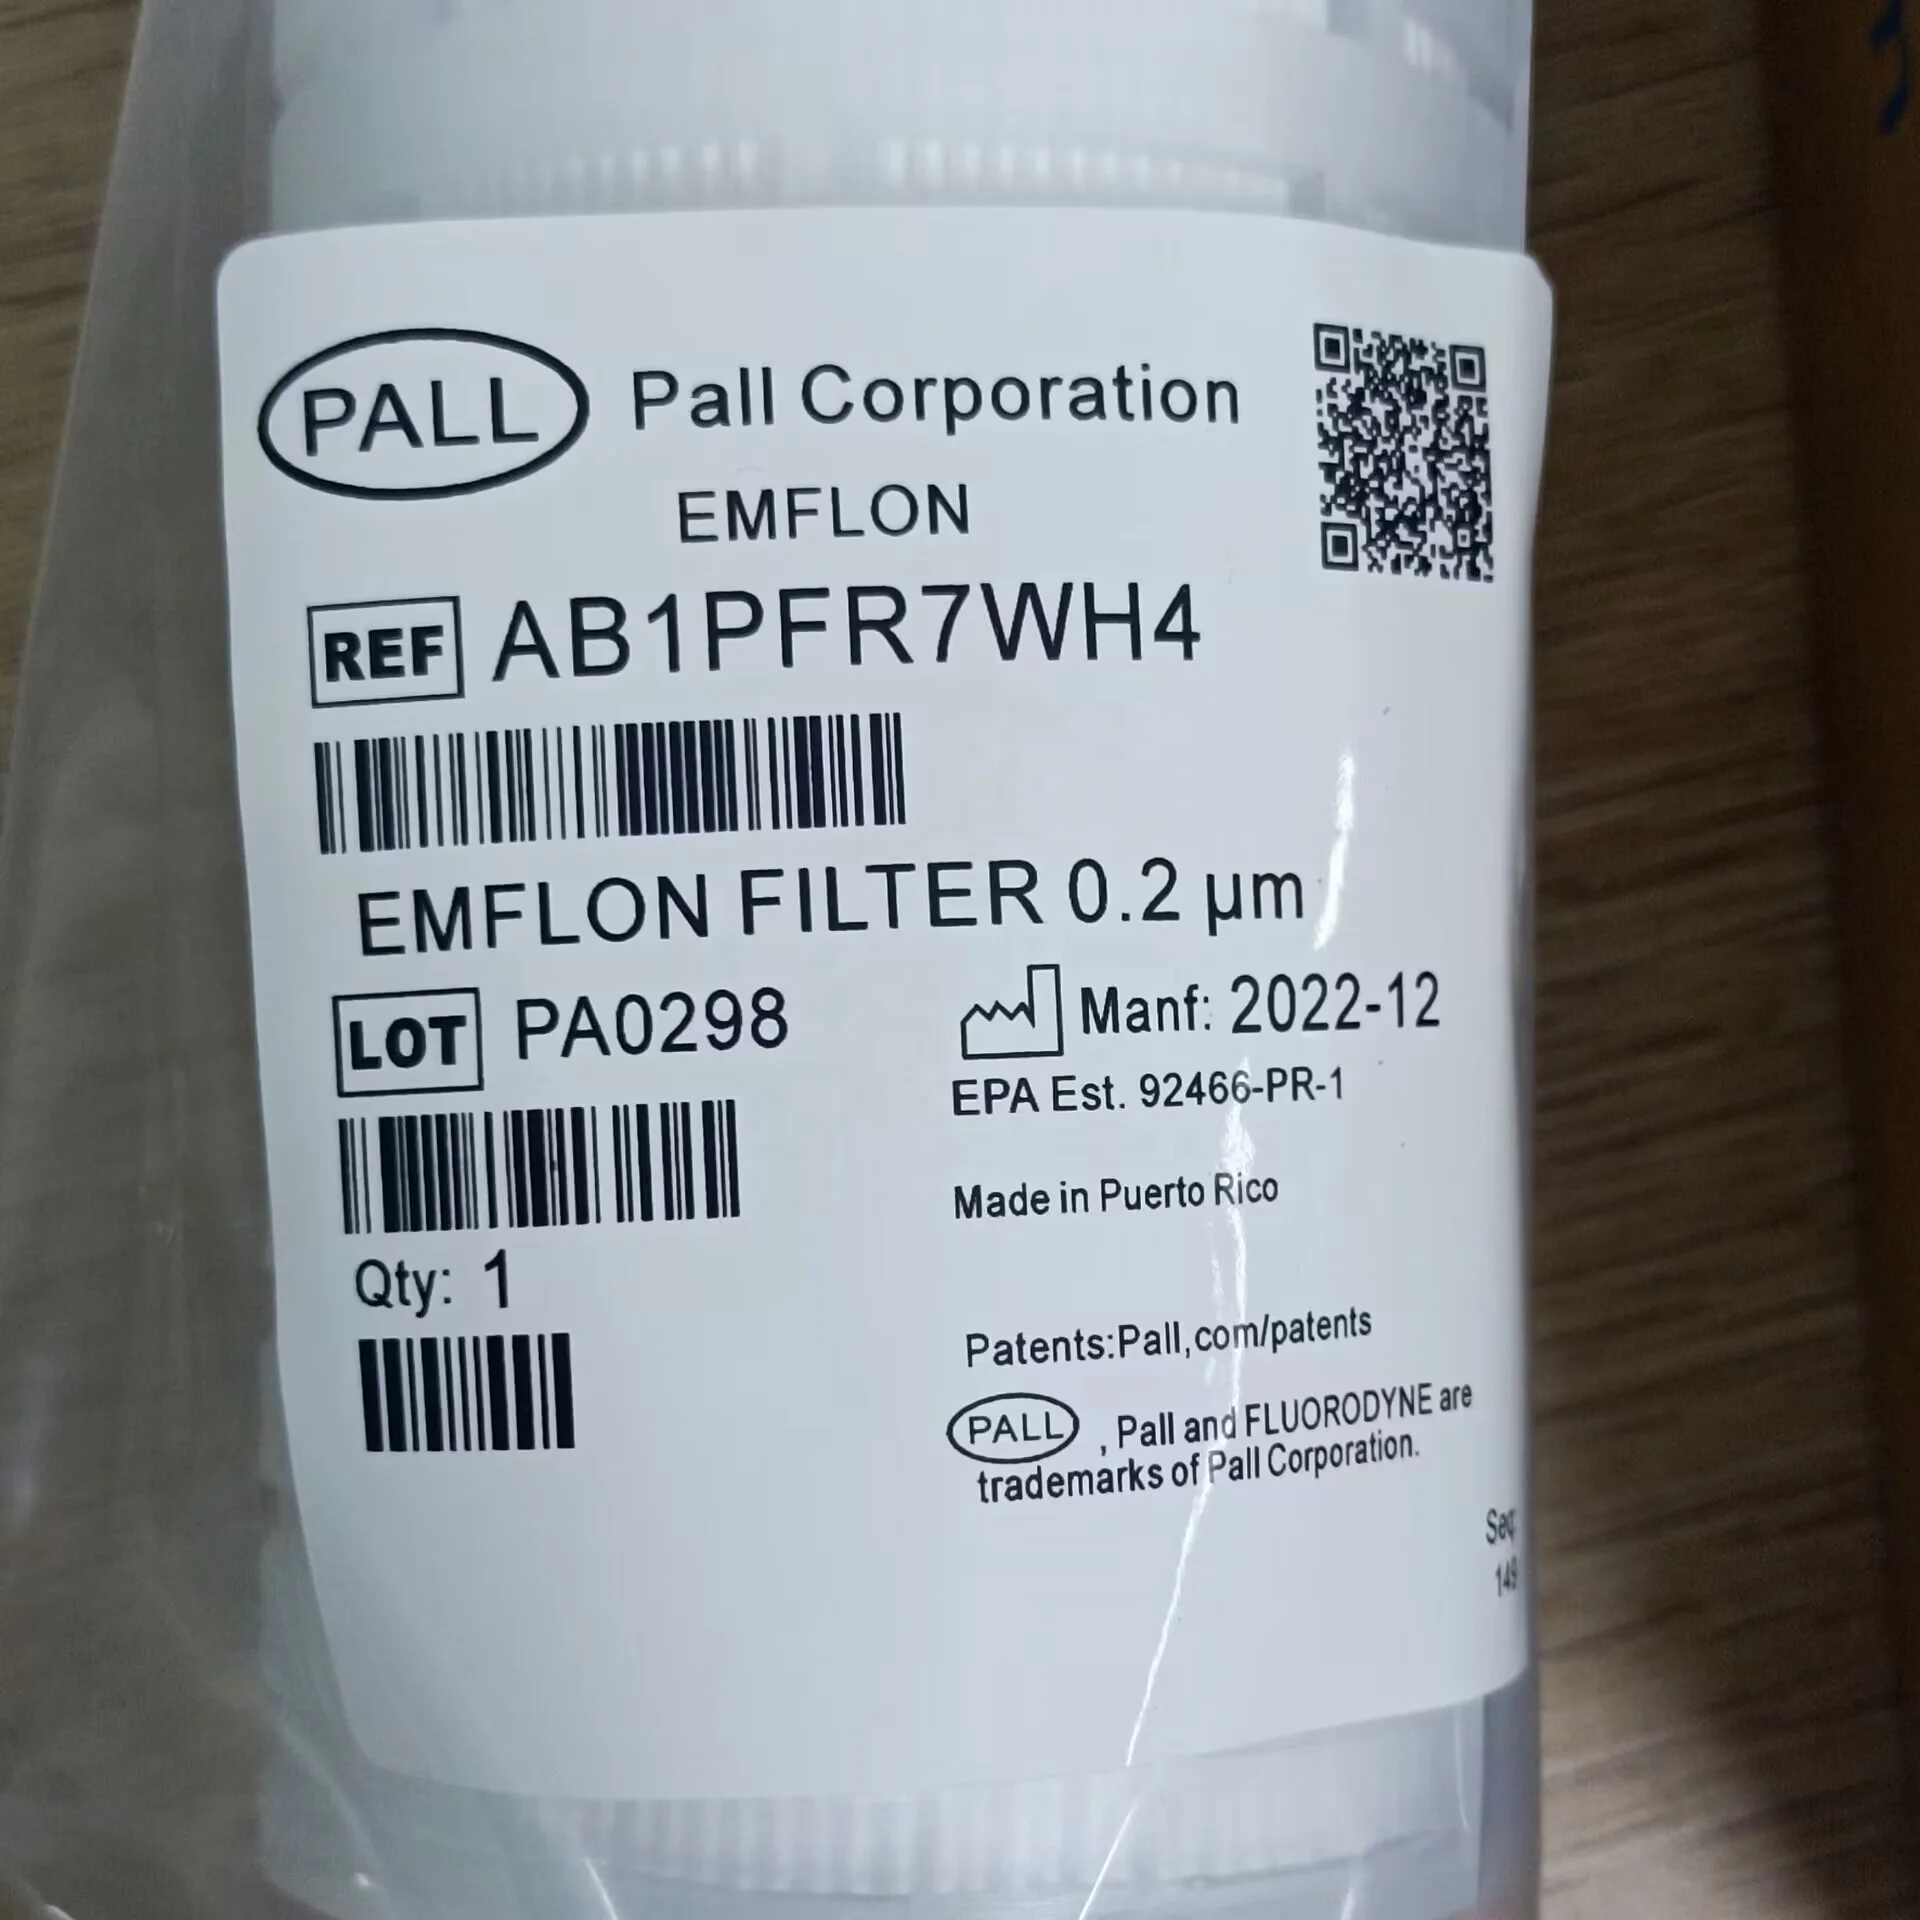 PALL Pall Corporation
EMFLON
REF AB1PFR7WH4
EMFLON FILTER 0.2 µm
LOT PA0298
Manf: 2022-12
EPA Est. 92466-PR-1
Made in Puerto Rico
Qty: 1
Patents:Pall,com/patents
PALL , Pall and FLUORODYNE are
trademarks of Pall Corporation.
Seq
149